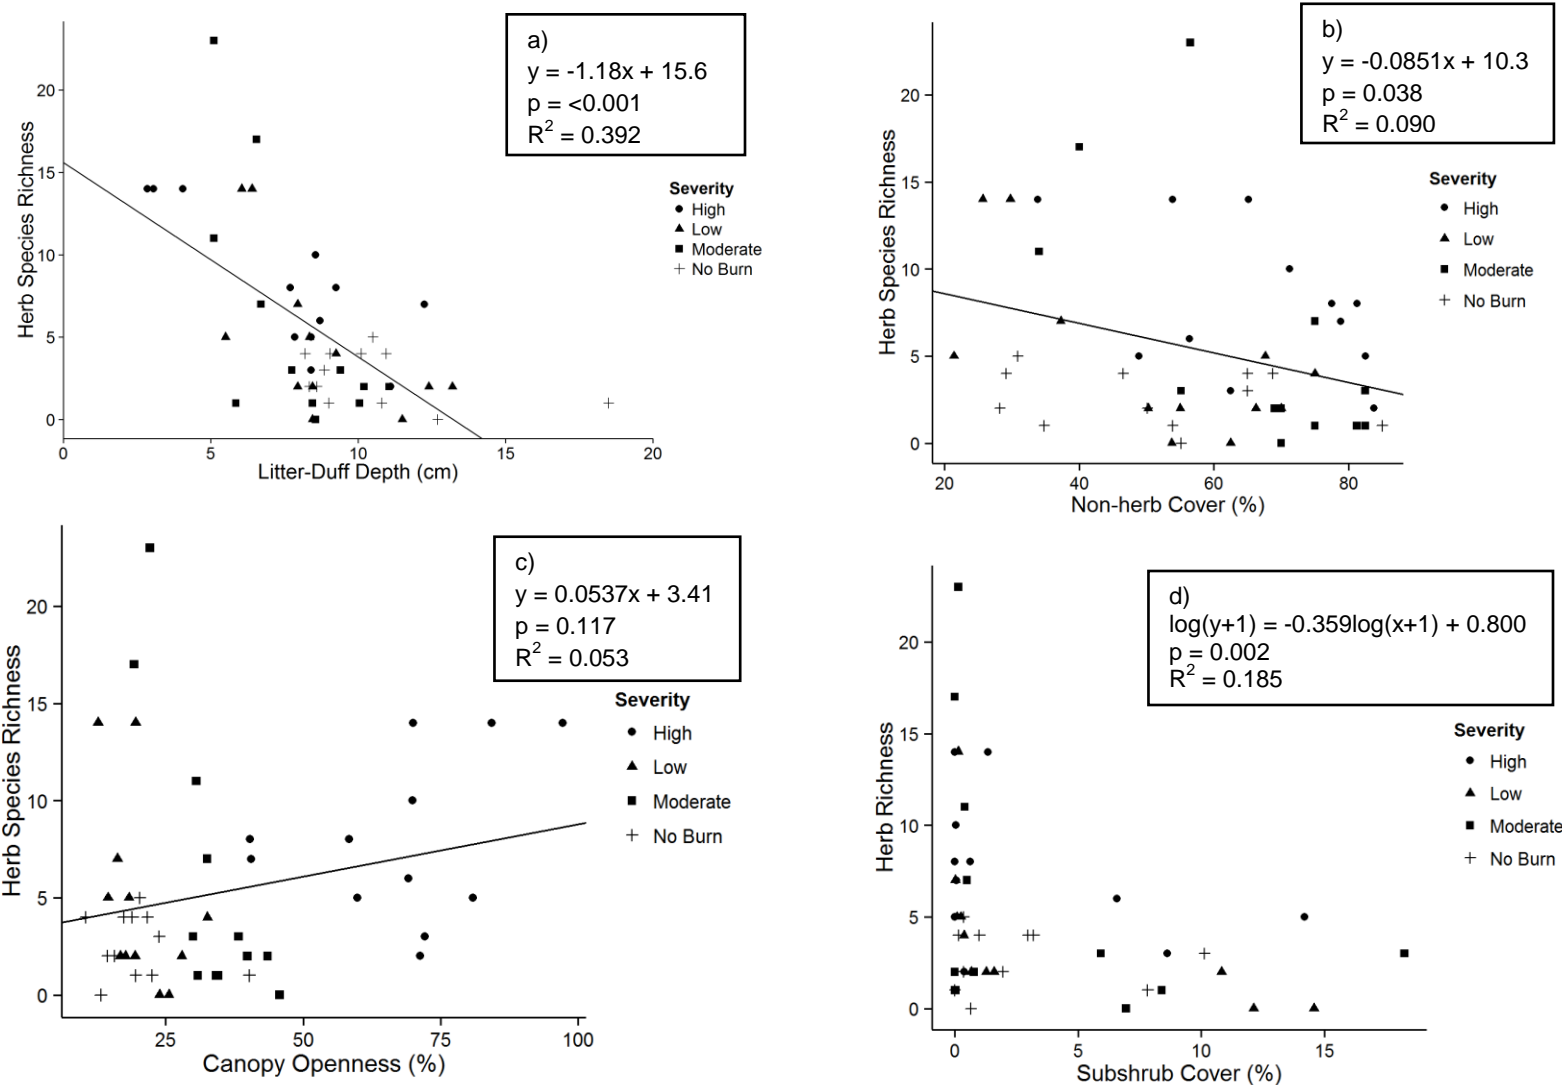 a)
y = -1.18x + 15.6
p = <0.001
R² = 0.392
Herb Species Richness
20
15
10
5
0
0 5 10 15 20
Litter-Duff Depth (cm)
Severity
High
Low
Moderate
No Burn
b)
y = -0.0851x + 10.3
p = 0.038
R² = 0.090
Herb Species Richness
20
15
10
5
0
20 40 60 80
Non-herb Cover (%)
Severity
High
Low
Moderate
No Burn
c)
y = 0.0537x + 3.41
p = 0.117
R² = 0.053
Herb Species Richness
20
15
10
5
0
25 50 75 100
Canopy Openness (%)
Severity
High
Low
Moderate
No Burn
d)
log(y+1) = -0.359log(x+1) + 0.800
p = 0.002
R² = 0.185
Herb Richness
20
15
10
5
0
0 5 10 15
Subshrub Cover (%)
Severity
High
Low
Moderate
No Burn